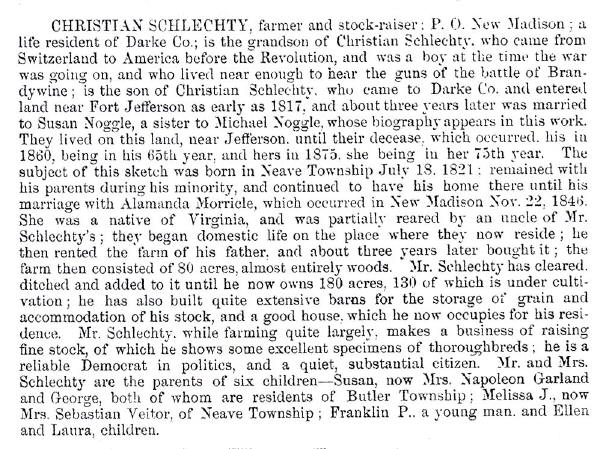 CHRISTIAN SCHLECHTY, farmer and stock-raiser; P. O. New Madison; a
life resident of Darke Co.; is the grandson of Christian Schlechty, who came from
Switzerland to America before the Revolution, and was a boy at the time the war
was going on, and who lived near enough to hear the guns of the battle of Bran-
dywine; is the son of Christian Schlechty, who came to Darke Co. and entered
land near Fort Jefferson as early as 1817, and about three years later was married
to Susan Noggle, a sister to Michael Noggle, whose biography appears in this work.
They lived on this land, near Jefferson, until their decease, which occurred, his in
1860, being in his 65th year, and hers in 1875, she being in her 75th year. The
subject of this sketch was born in Neave Township July 18, 1821; remained with
his parents during his minority, and continued to have his home there until his
marriage with Alamanda Morricle, which occurred in New Madison Nov. 22, 1846.
She was a native of Virginia, and was partially reared by an uncle of Mr.
Schlechty's; they began domestic life on the place where they now reside; he
then rented the farm of his father, and about three years later bought it; the
farm then consisted of 80 acres, almost entirely woods. Mr. Schlechty has cleared,
ditched and added to it until he now owns 180 acres, 130 of which is under culti-
vation; he has also built quite extensive barns for the storage of grain and
accommodation of his stock, and a good house, which he now occupies for his resi-
dence. Mr. Schlechty, while farming quite largely, makes a business of raising
fine stock, of which he shows some excellent specimens of thoroughbreds; he is a
reliable Democrat in politics, and a quiet, substantial citizen. Mr. and Mrs.
Schlechty are the parents of six children—Susan, now Mrs. Napoleon Garland
and George, both of whom are residents of Butler Township; Melissa J., now
Mrs. Sebastian Veitor, of Neave Township; Franklin P., a young man, and Ellen
and Laura, children.